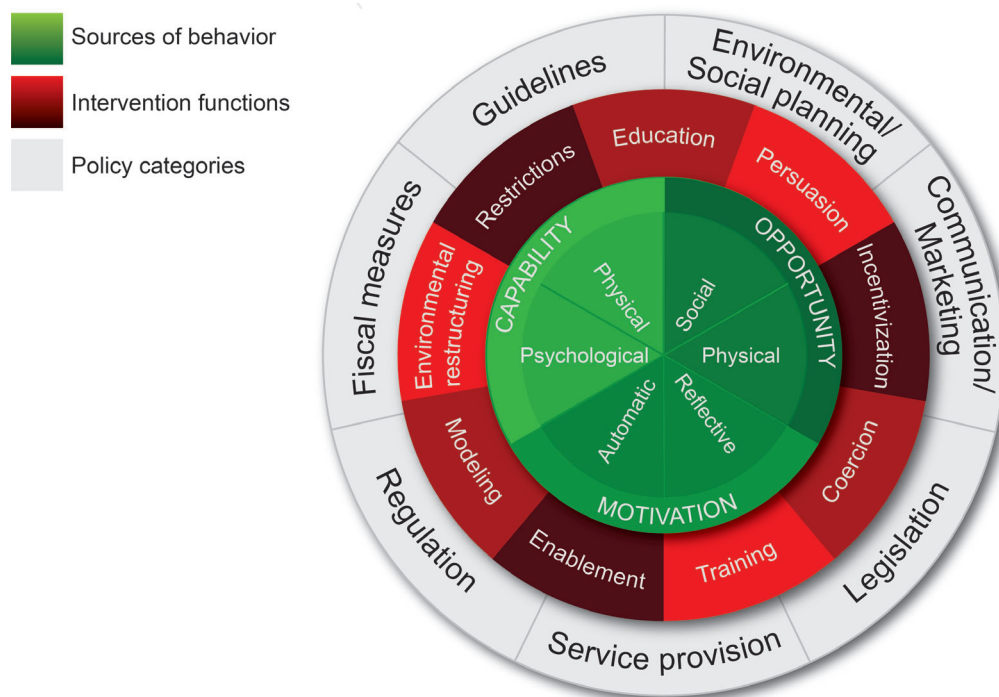 Sources of behavior
Intervention functions
Policy categories
Guidelines
Environmental/
Social planning
Communication/
Marketing
Legislation
Service provision
Regulation
Fiscal measures
Restrictions
Education
Persuasion
Incentivization
Coercion
Training
Enablement
Modeling
Environmental
restructuring
CAPABILITY
OPPORTUNITY
MOTIVATION
Physical
Social
Psychological
Physical
Automatic
Reflective